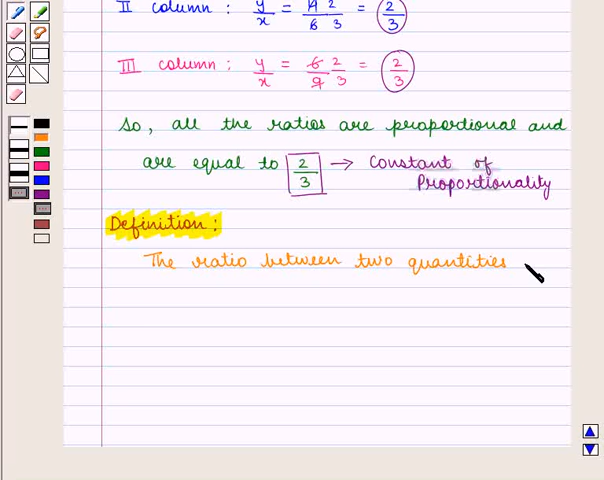 II column : y/x = 4/6 2/3 = 2/3
III column : y/x = 6/9 2/3 = 2/3
So, all the ratios are proportional and
are equal to 2/3 → Constant of
Proportionality
Definition :
The ratio between two quantities